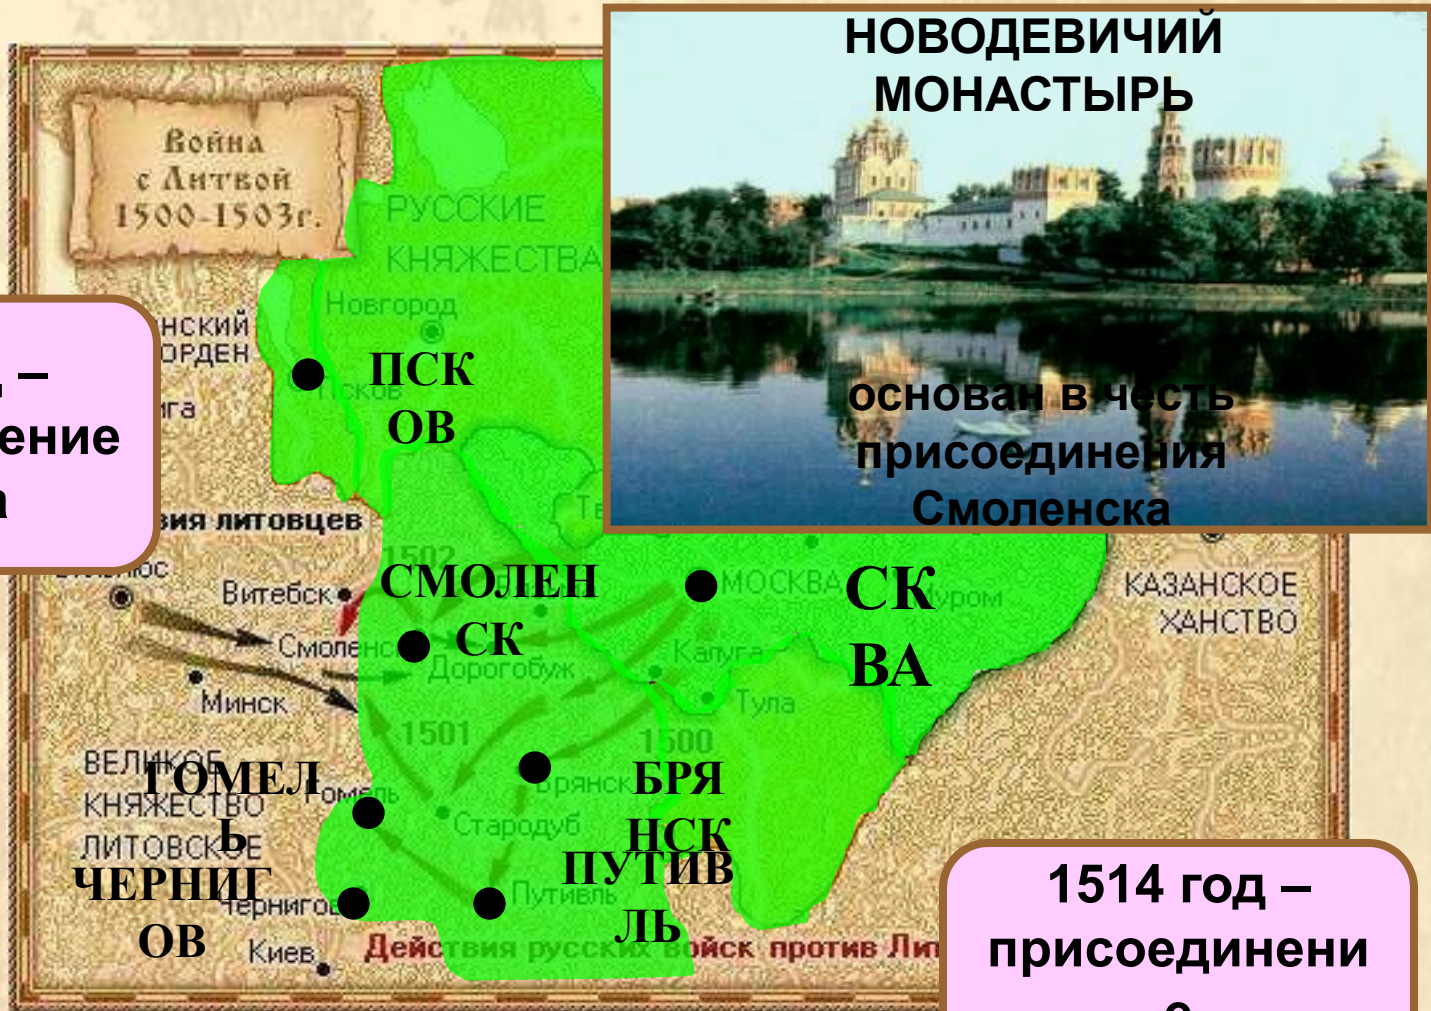 НОВОДЕВИЧИЙ
МОНАСТЫРЬ
Война
с Литвой
1500-1503г.
РУССКИЕ
КНЯЖЕСТВА
Новгород
НСКИЙ
ОРДЕН
ига
Псков
ПСК
ОВ
–
ение
а
основан в честь
присоединения
Смоленска
вия литовцев
1502
Витебск
СМОЛЕН
СК
Смоленск
Дорогобуж
МОСКВА
СК
ВА
Муром
КАЗАНСКОЕ
ХАНСТВО
Калуга
Тула
Минск
1501
1500
ВЕЛИКОЕ
КНЯЖЕСТВО
ЛИТОВСКОЕ
ГОМЕЛ
Ь
Гомель
Брянск
БРЯ
НСК
Стародуб
ЧЕРНИГ
ОВ
Чернигов
Путивль
ПУТИВ
ЛЬ
Киев
Действия русских войск против Лит
1514 год –
присоединени
е